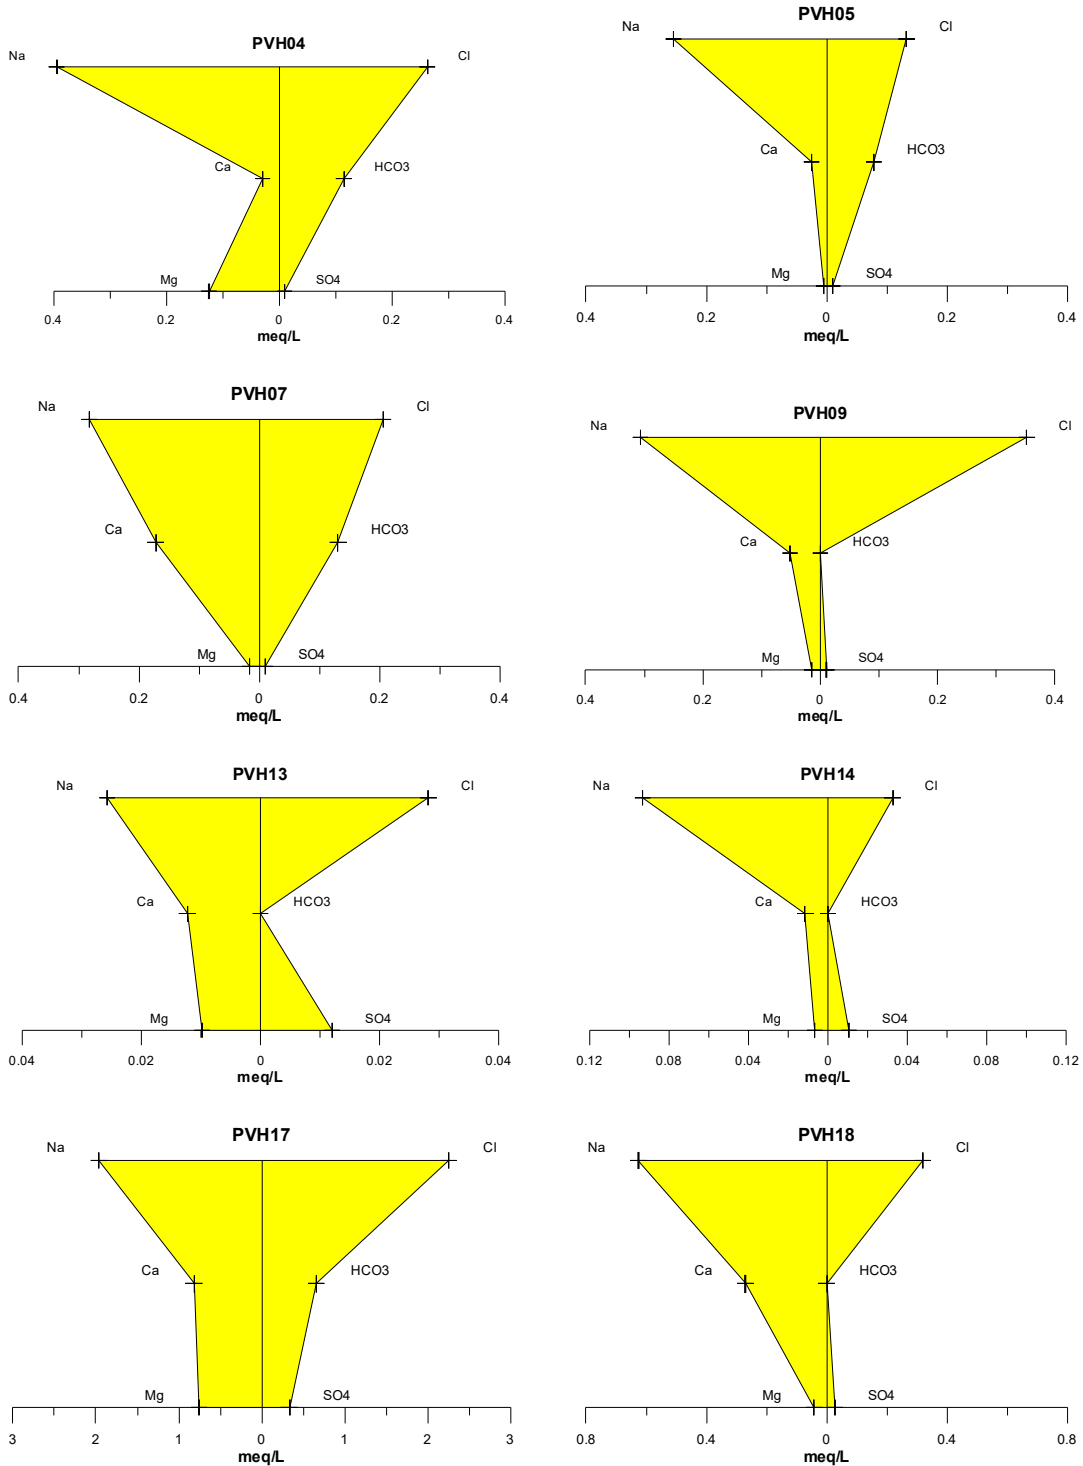 PVH04
Na Cl
Ca HCO3
Mg SO4
0.4 0.2 0 0.2 0.4
meq/L
PVH05
Na Cl
Ca HCO3
Mg SO4
0.4 0.2 0 0.2 0.4
meq/L
PVH07
Na Cl
Ca HCO3
Mg SO4
0.4 0.2 0 0.2 0.4
meq/L
PVH09
Na Cl
Ca HCO3
Mg SO4
0.4 0.2 0 0.2 0.4
meq/L
PVH13
Na Cl
Ca HCO3
Mg SO4
0.04 0.02 0 0.02 0.04
meq/L
PVH14
Na Cl
Ca HCO3
Mg SO4
0.12 0.08 0.04 0 0.04 0.08 0.12
meq/L
PVH17
Na Cl
Ca HCO3
Mg SO4
3 2 1 0 1 2 3
meq/L
PVH18
Na Cl
Ca HCO3
Mg SO4
0.8 0.4 0 0.4 0.8
meq/L